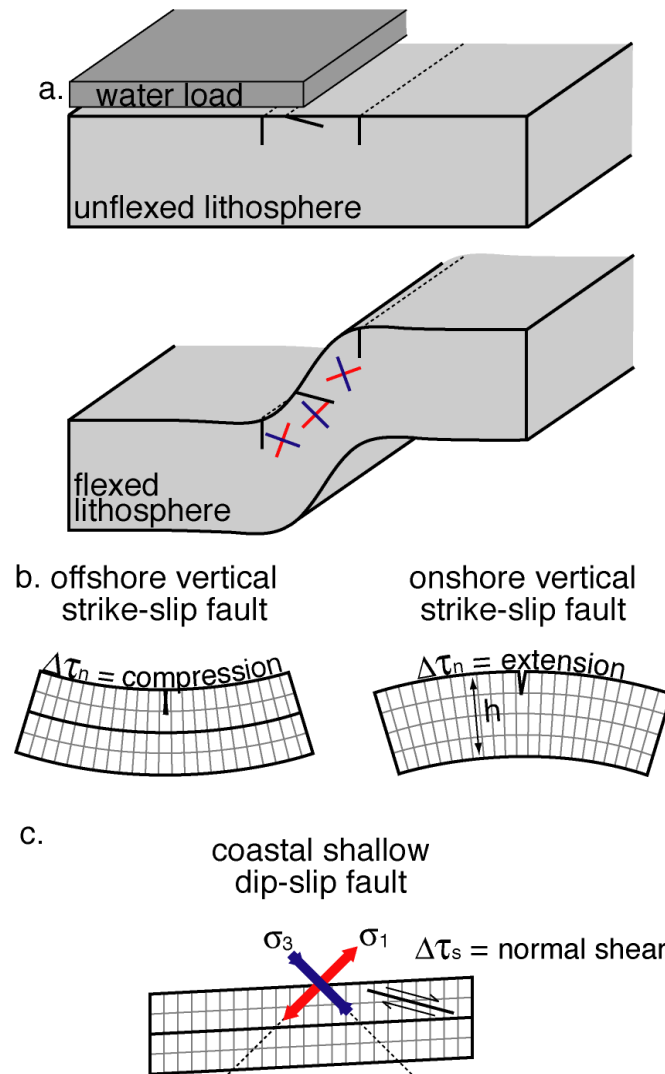 a.
water load
unflexed lithosphere
flexed
lithosphere
b. offshore vertical
strike-slip fault
onshore vertical
strike-slip fault
Δτn = compression
Δτn = extension
h
c.
coastal shallow
dip-slip fault
σ3
σ1
Δτs = normal shear